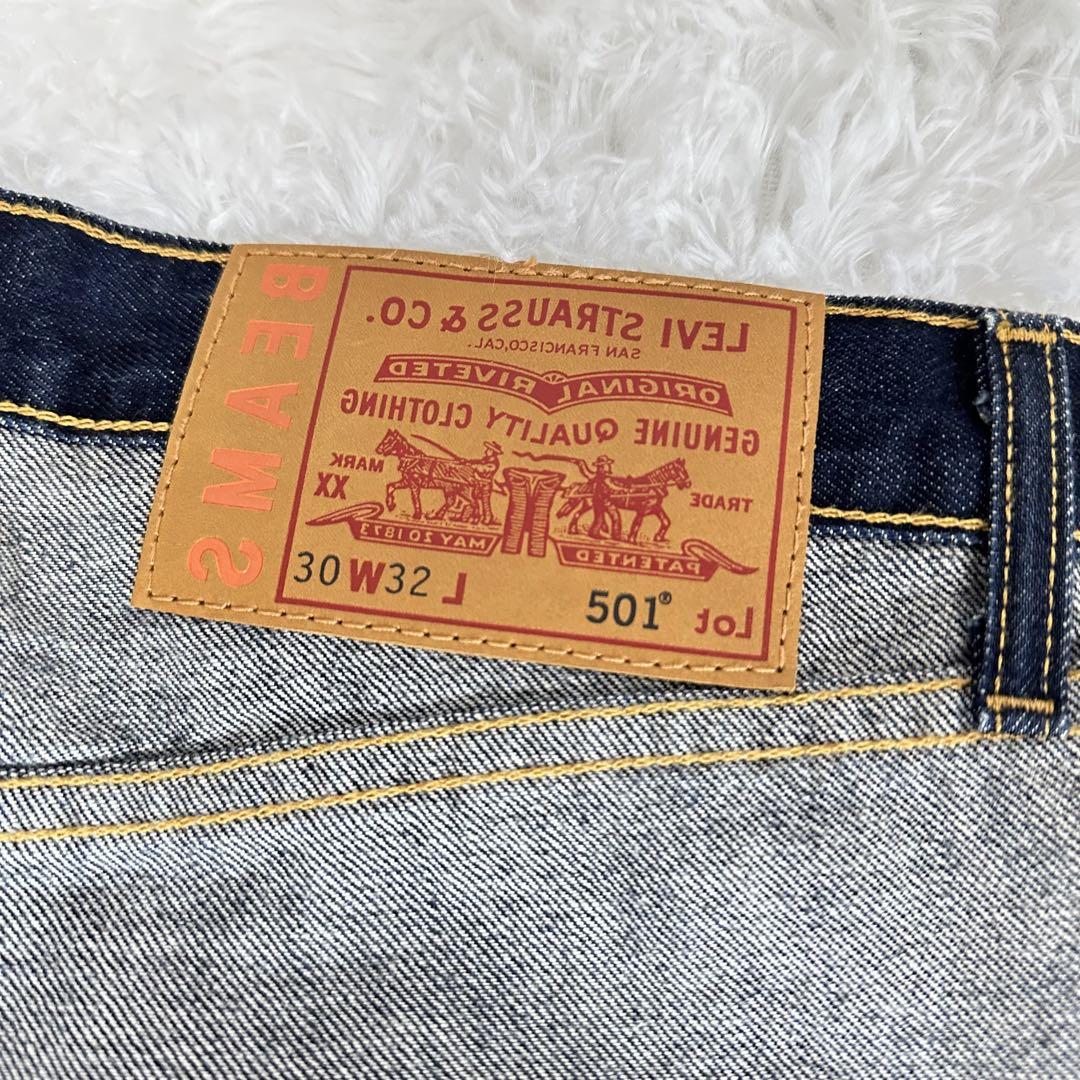 BEAMS
LEVI STRAUSS & CO.
SAN FRANCISCO,CAL.
ORIGINAL RIVETED
GENUINE QUALITY CLOTHING
TRADE MARK
XX
PATENTED MAY 20 1873
30 W32 L 501® Lot